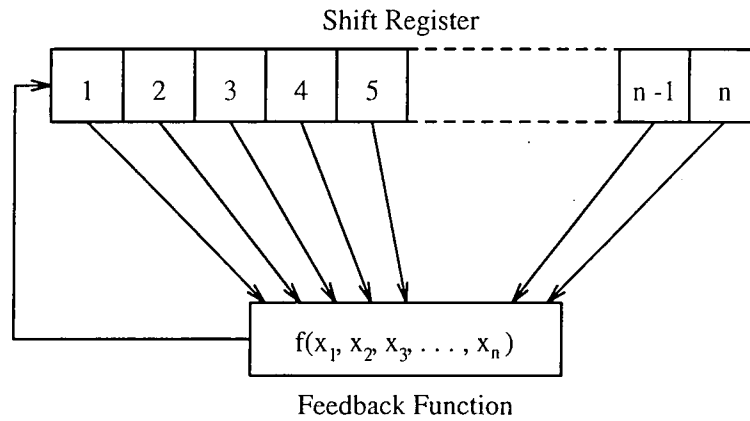 Shift Register
1 2 3 4 5 n -1 n
f(x₁, x₂, x₃, . . . , xₙ)
Feedback Function